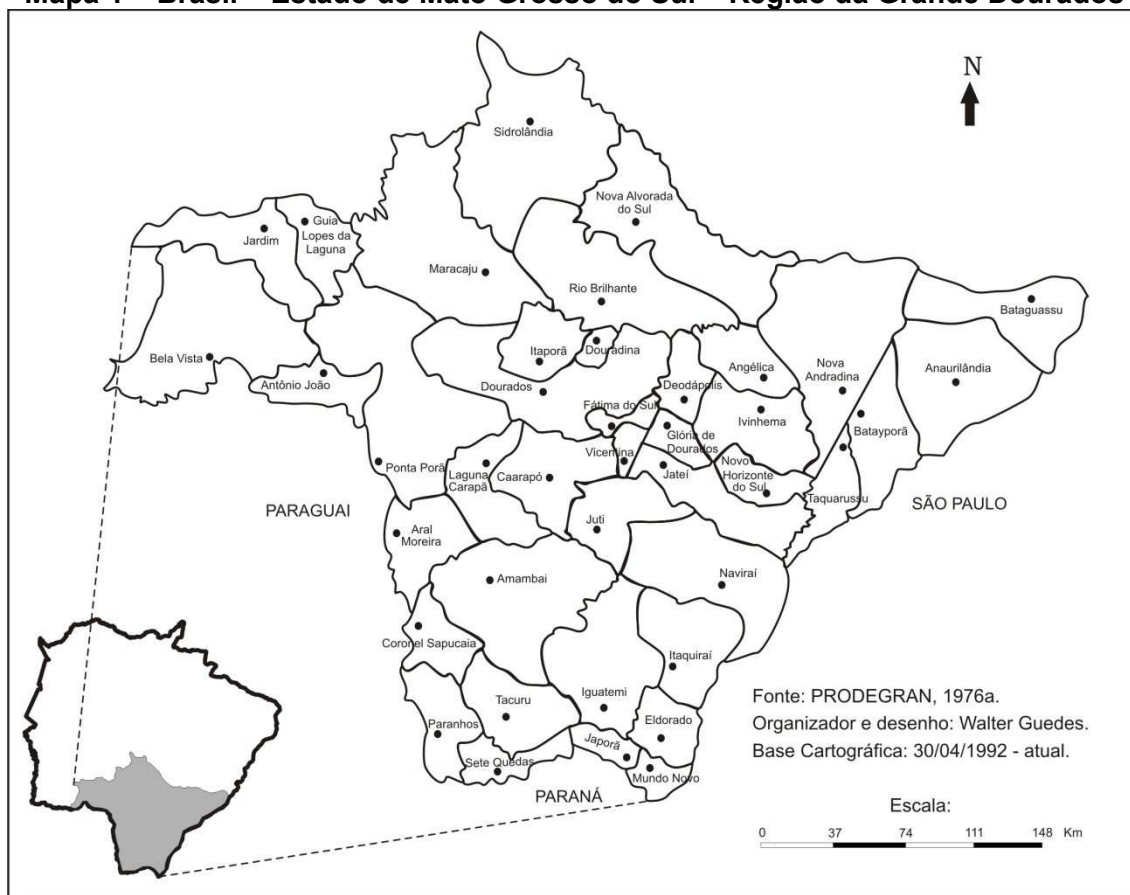 Mapa 1 – Brasil – Estado de Mato Grosso do Sul – Região da Grande Dourados
N
Sidrolândia
Nova Alvorada
do Sul
Guia
Lopes da
Laguna
Jardim
Maracaju
Rio Brilhante
Bataguassu
Itaporã
Douradina
Bela Vista
Antônio João
Dourados
Deodápolis
Angélica
Nova
Andradina
Anaurilândia
Fátima do Sul
Ivinhema
Batayporã
Glória de
Dourados
Vicentina
Ponta Porã
Laguna
Carapã
Caarapó
Jateí
Novo
Horizonte
do Sul
Taquarussu
SÃO PAULO
PARAGUAI
Aral
Moreira
Juti
Amambai
Naviraí
Coronel Sapucaia
Itaquiraí
Tacuru
Iguatemi
Paranhos
Eldorado
Japorã
Sete Quedas
Mundo Novo
PARANÁ
Fonte: PRODEGRAN, 1976a.
Organizador e desenho: Walter Guedes.
Base Cartográfica: 30/04/1992 - atual.
Escala:
0 37 74 111 148 Km